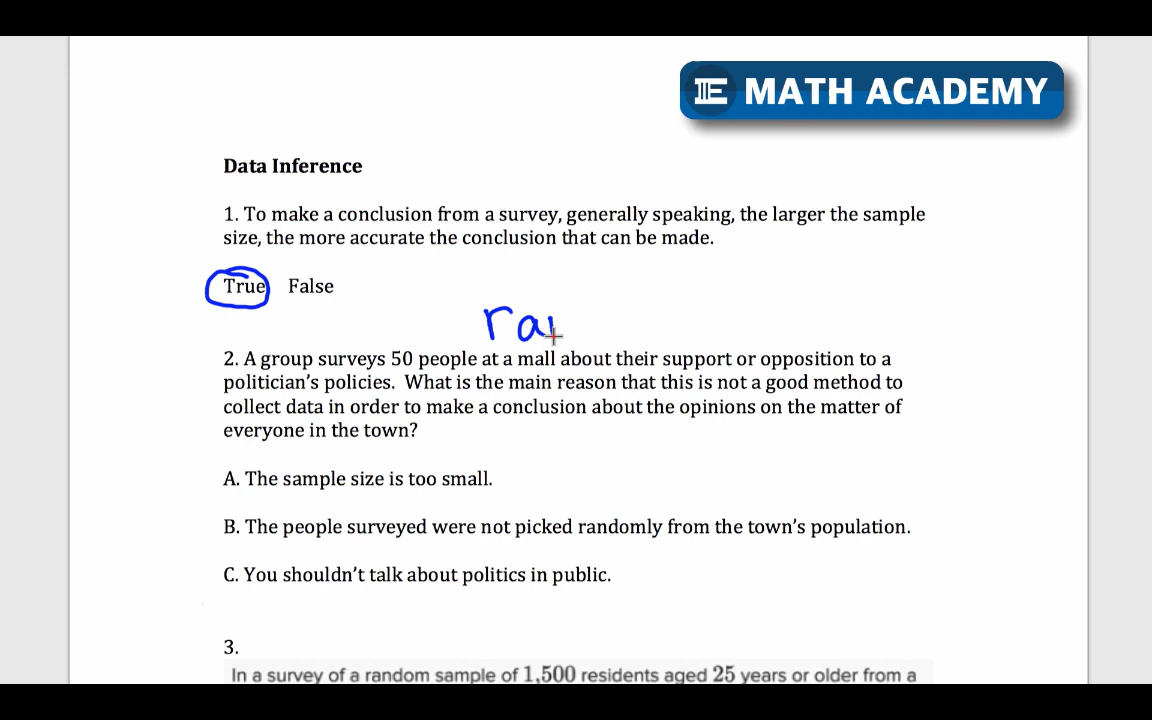 MATH ACADEMY
Data Inference
1. To make a conclusion from a survey, generally speaking, the larger the sample
size, the more accurate the conclusion that can be made.
True False
ra
2. A group surveys 50 people at a mall about their support or opposition to a
politician’s policies.  What is the main reason that this is not a good method to
collect data in order to make a conclusion about the opinions on the matter of
everyone in the town?
A. The sample size is too small.
B. The people surveyed were not picked randomly from the town’s population.
C. You shouldn’t talk about politics in public.
3.
In a survey of a random sample of 1,500 residents aged 25 years or older from a